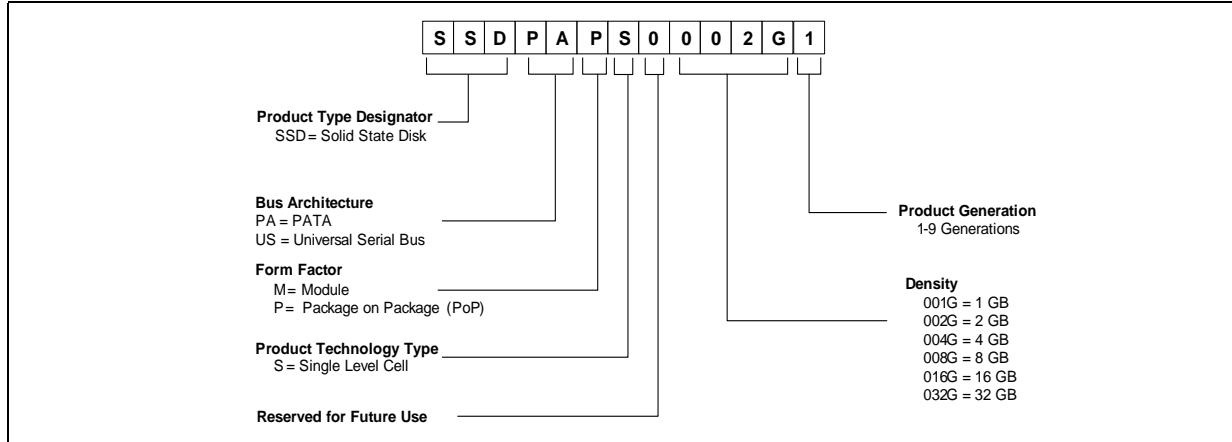 S S D P A P S 0 0 0 2 G 1
Product Type Designator
SSD= Solid State Disk
Bus Architecture
PA = PATA
US = Universal Serial Bus
Form Factor
M= Module
P= Package on Package (PoP)
Product Technology Type
S= Single Level Cell
Reserved for Future Use
Product Generation
1-9 Generations
Density
001G = 1 GB
002G = 2 GB
004G = 4 GB
008G = 8 GB
016G = 16 GB
032G = 32 GB